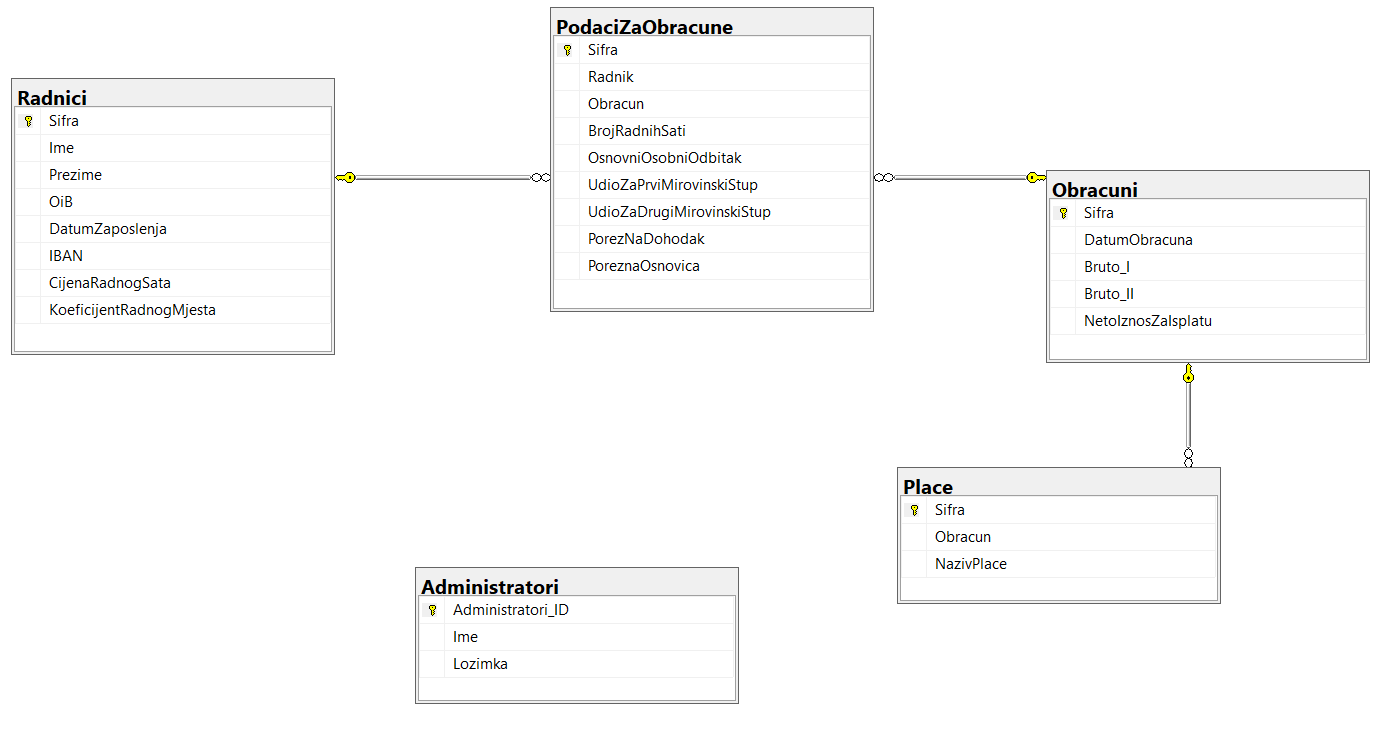 Radnici
Sifra
Ime
Prezime
OiB
DatumZaposlenja
IBAN
CijenaRadnogSata
KoeficijentRadnogMjesta
PodaciZaObracune
Sifra
Radnik
Obracun
BrojRadnihSati
OsnovniOsobniOdbitak
UdioZaPrviMirovinskiStup
UdioZaDrugiMirovinskiStup
PorezNaDohodak
PoreznaOsnovica
Obracuni
Sifra
DatumObracuna
Bruto_I
Bruto_II
NetoIznosZaIsplatu
Place
Sifra
Obracun
NazivPlace
Administratori
Administratori_ID
Ime
Lozimka